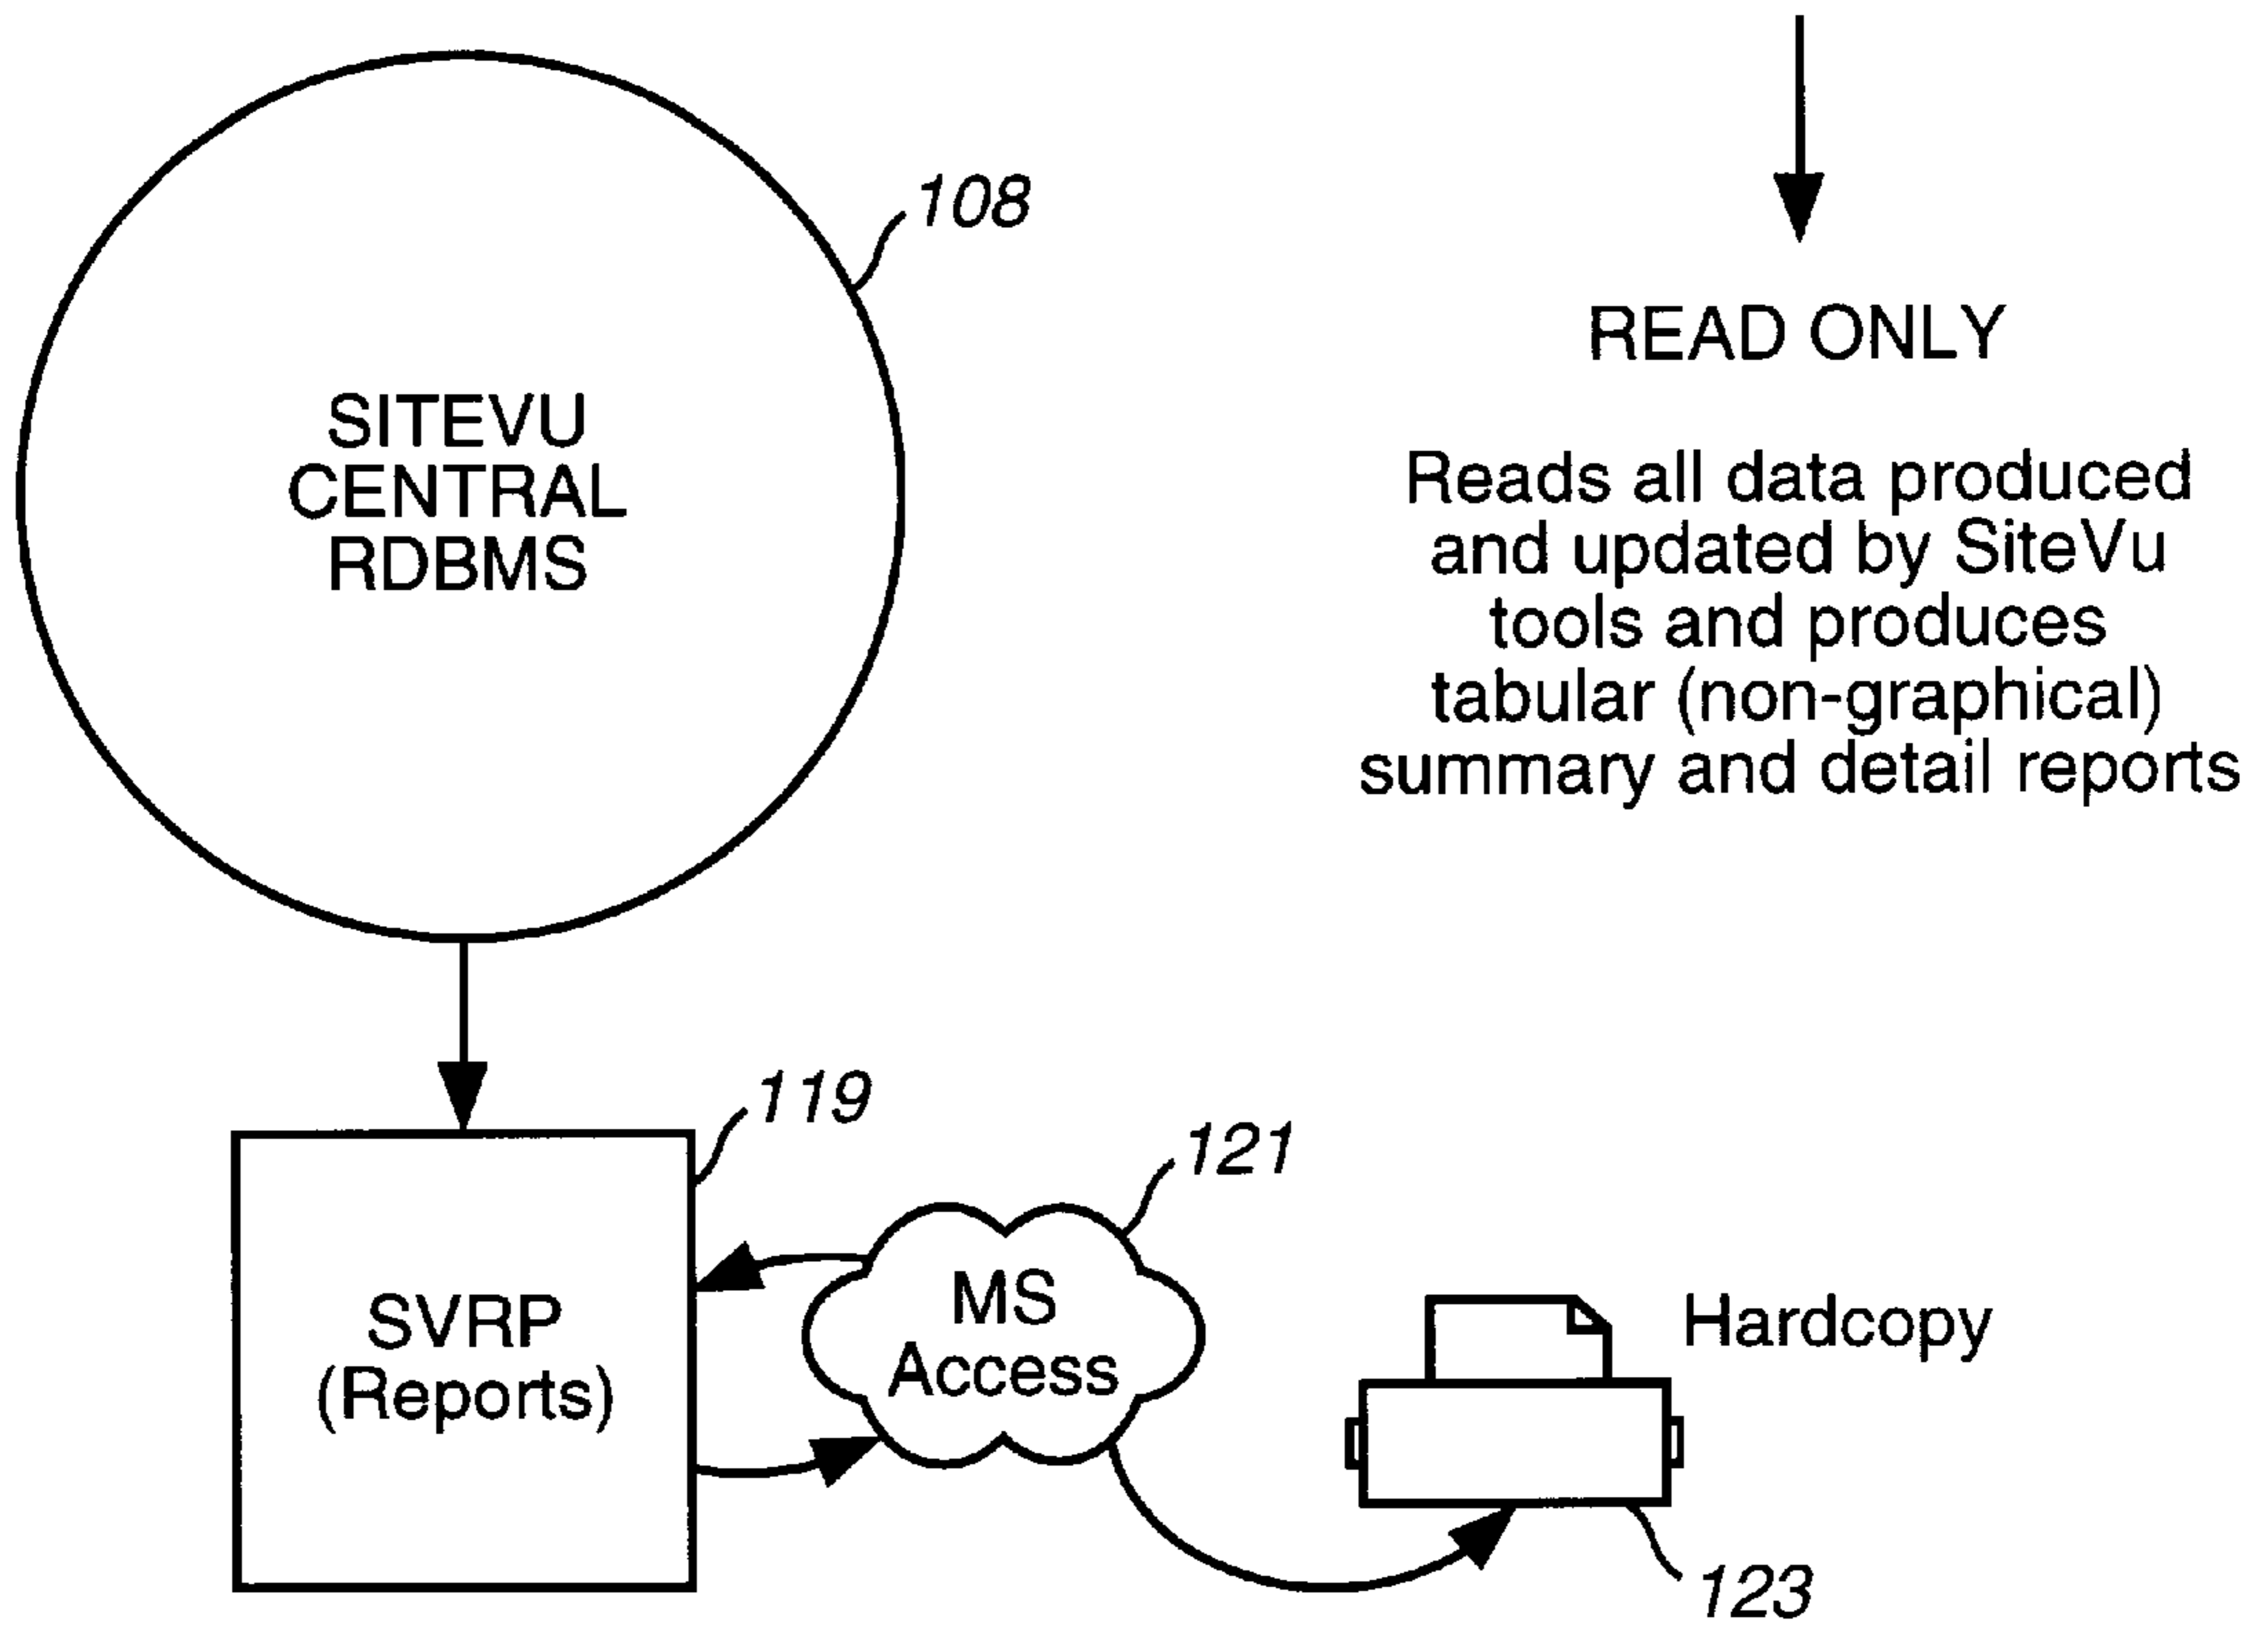 108
SITEVU
CENTRAL
RDBMS
READ ONLY
Reads all data produced
and updated by SiteVu
tools and produces
tabular (non-graphical)
summary and detail reports
119
SVRP
(Reports)
121
MS
Access
Hardcopy
123